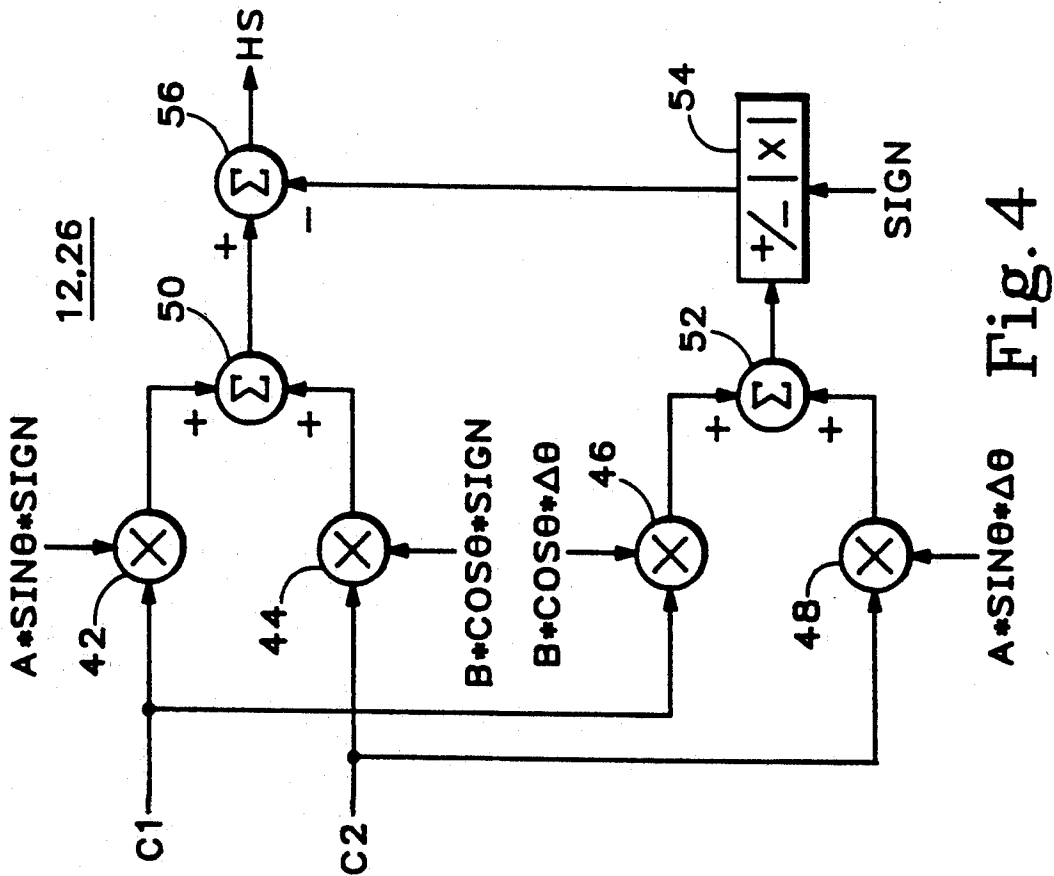 12,26
A*SINθ*SIGN
42
C1
50
+
+
Σ
56
+
−
Σ
HS
44
C2
B*COSθ*SIGN
B*COSθ*Δθ
46
52
+
+
Σ
54
+/− |x|
SIGN
48
A*SINθ*Δθ
Fig. 4